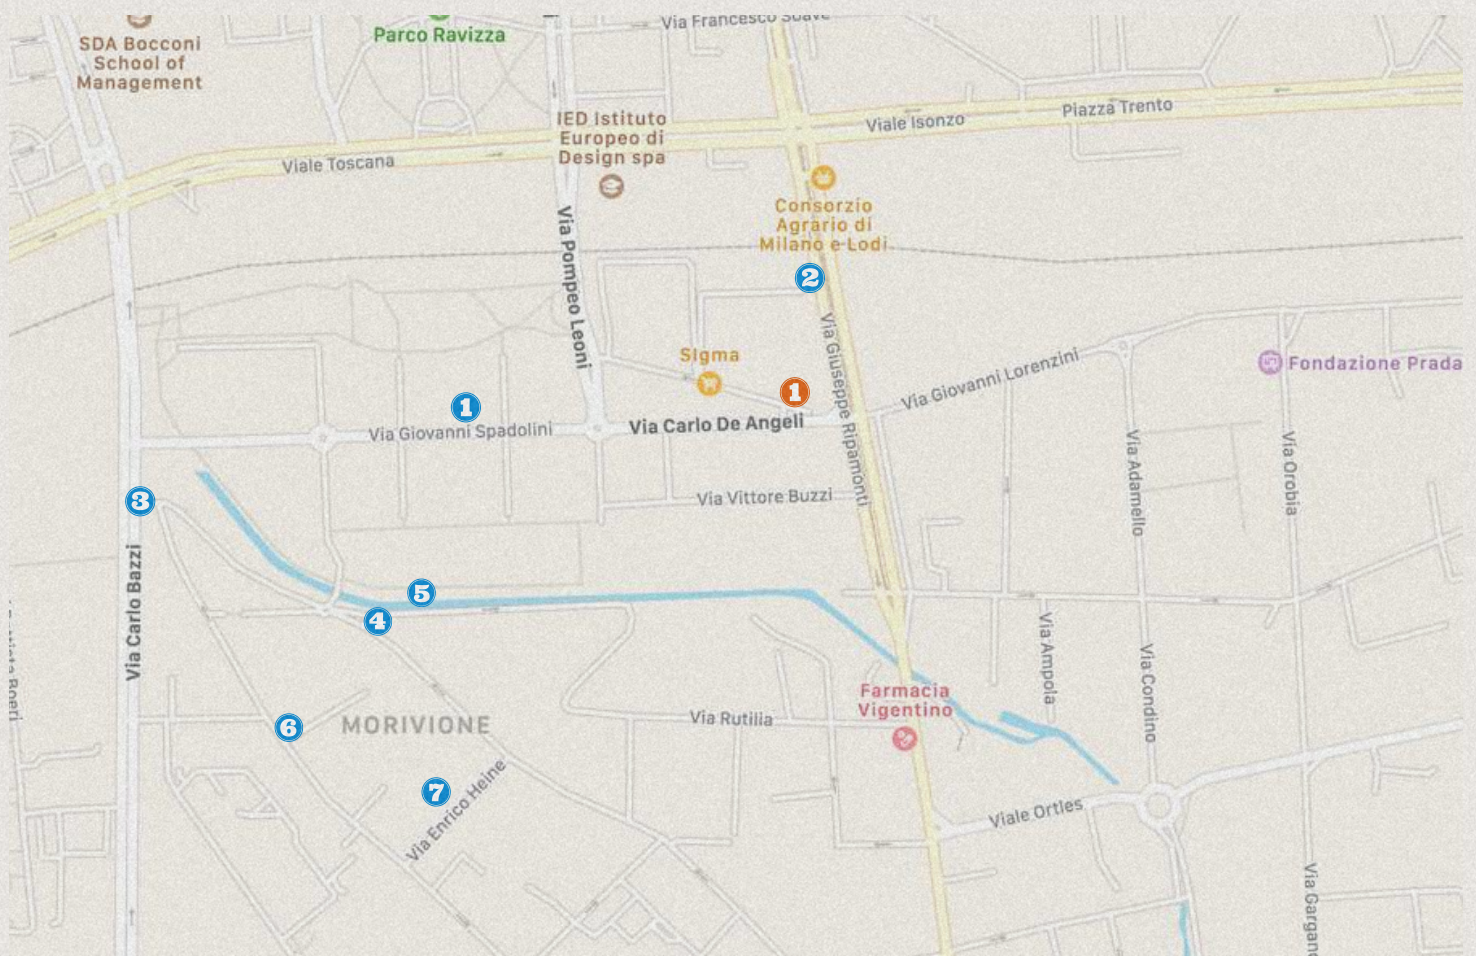 Via Francesco Soave
SDA Bocconi
School of
Management
Parco Ravizza
IED Istituto
Europeo di
Design spa
Viale Isonzo
Piazza Trento
Viale Toscana
Consorzio
Agrario di
Milano e Lodi
Via Pompeo Leoni
2
Via Giuseppe Ripamonti
SIgma
Via Giovanni Lorenzini
Fondazione Prada
1
1
Via Giovanni Spadolini
Via Carlo De Angeli
Via Adamello
Via Orobia
3
Via Vittore Buzzi
Via Carlo Bazzi
5
4
Via Ampola
Via Condino
Boeri
Farmacia
Vigentino
6
MORIVIONE
Via Rutilia
7
Via Enrico Heine
Viale Ortles
Via Gargano